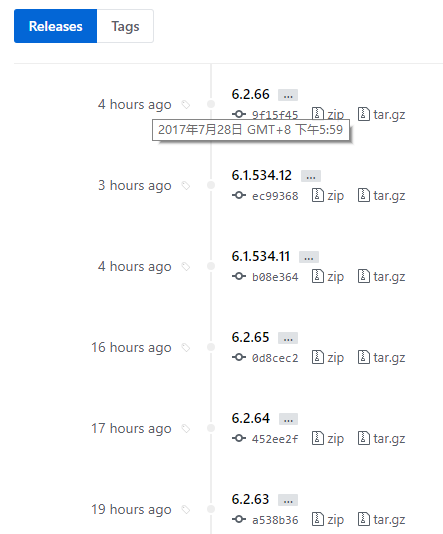 Releases Tags
6.2.66 ...
4 hours ago
9f15f45 zip tar.gz
2017年7月28日 GMT+8 下午5:59
6.1.534.12 ...
3 hours ago
ec99368 zip tar.gz
6.1.534.11 ...
4 hours ago
b08e364 zip tar.gz
6.2.65 ...
16 hours ago
0d8cec2 zip tar.gz
6.2.64 ...
17 hours ago
452ee2f zip tar.gz
6.2.63 ...
19 hours ago
a538b36 zip tar.gz